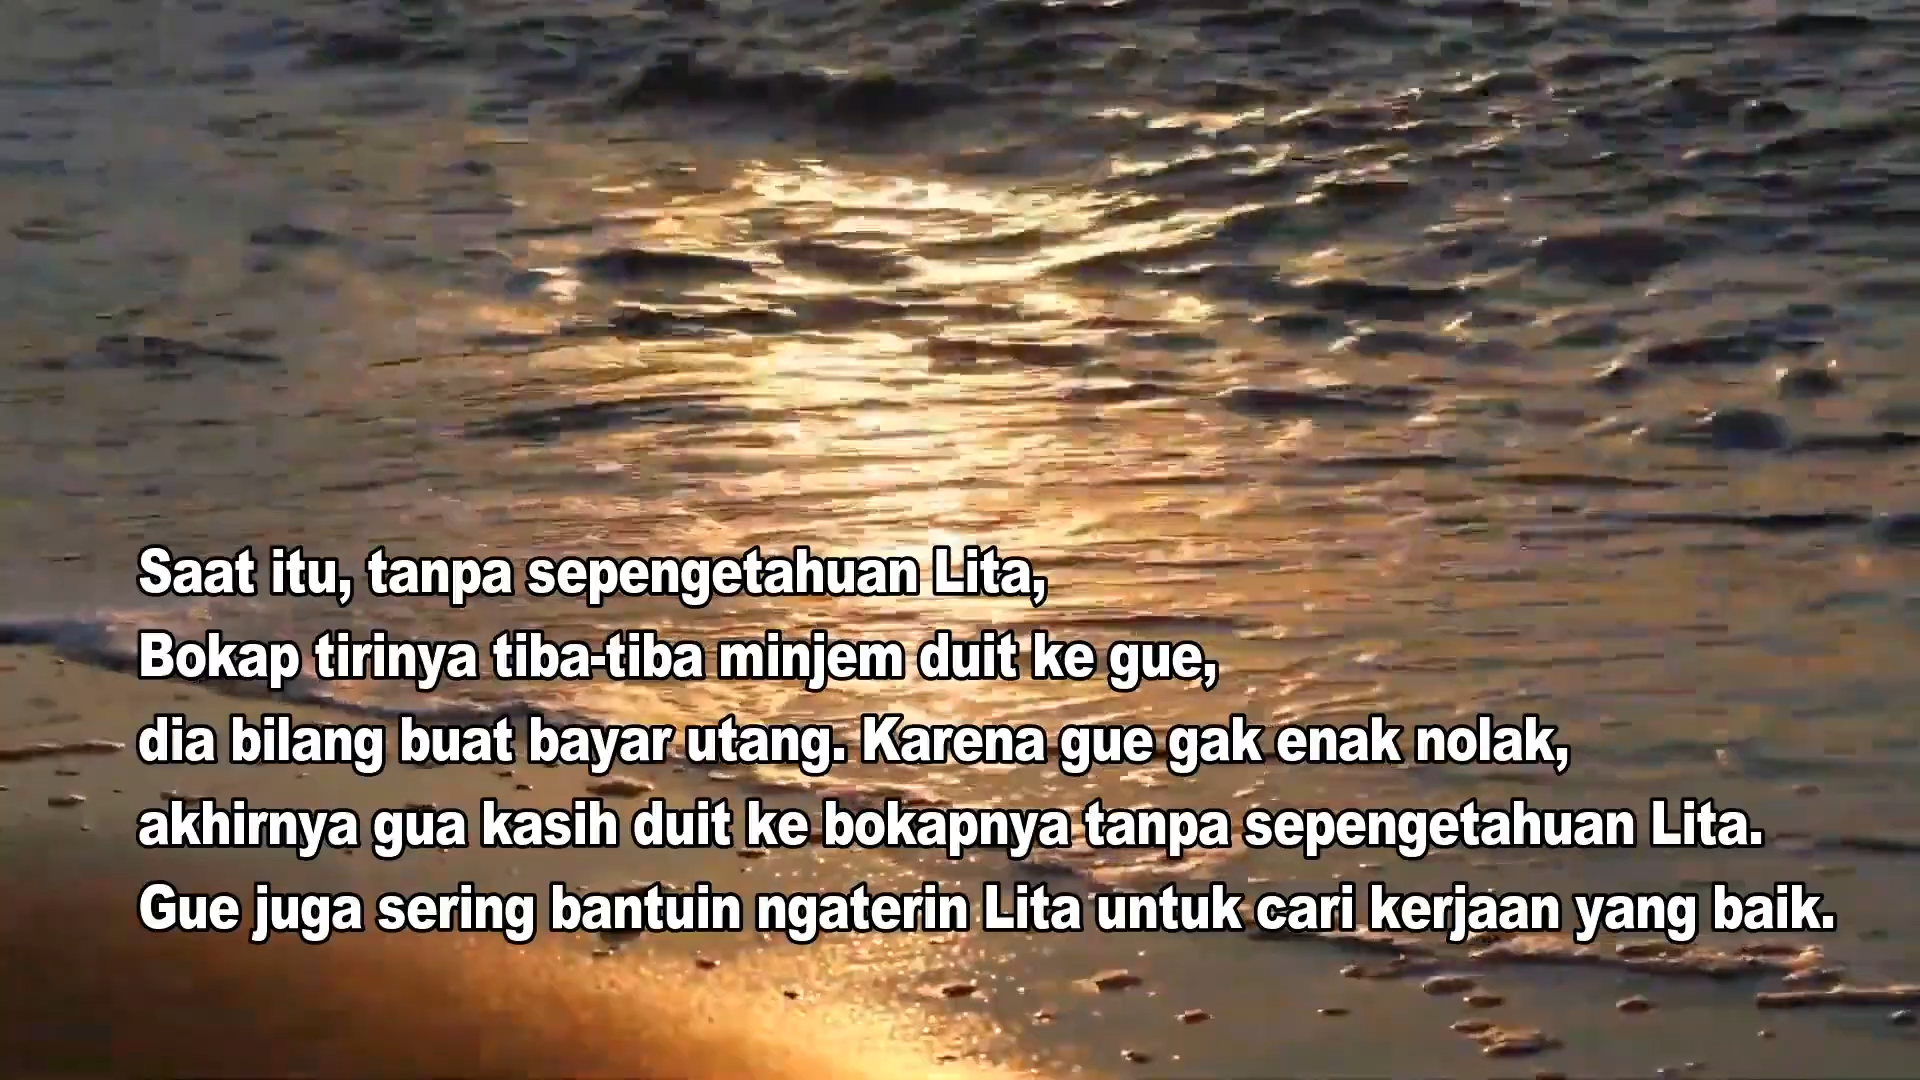 Saat itu, tanpa sepengetahuan Lita,
Bokap tirinya tiba-tiba minjem duit ke gue,
dia bilang buat bayar utang. Karena gue gak enak nolak,
akhirnya gua kasih duit ke bokapnya tanpa sepengetahuan Lita.
Gue juga sering bantuin ngaterin Lita untuk cari kerjaan yang baik.